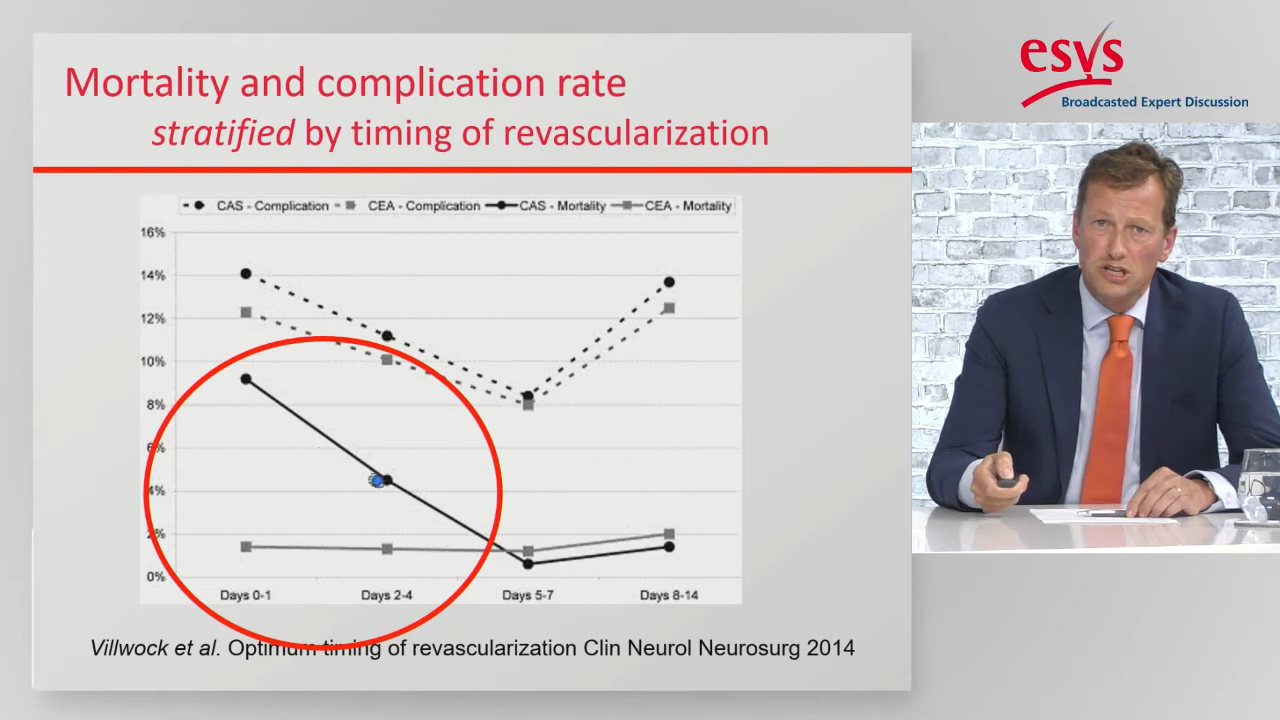 esvs
Broadcasted Expert Discussion
Mortality and complication rate
stratified by timing of revascularization
CAS - Complication CEA - Complication CAS - Mortality CEA - Mortality
16%
14%
12%
10%
8%
6%
4%
2%
0%
Days 0-1 Days 2-4 Days 5-7 Days 8-14
Villwock et al. Optimum timing of revascularization Clin Neurol Neurosurg 2014